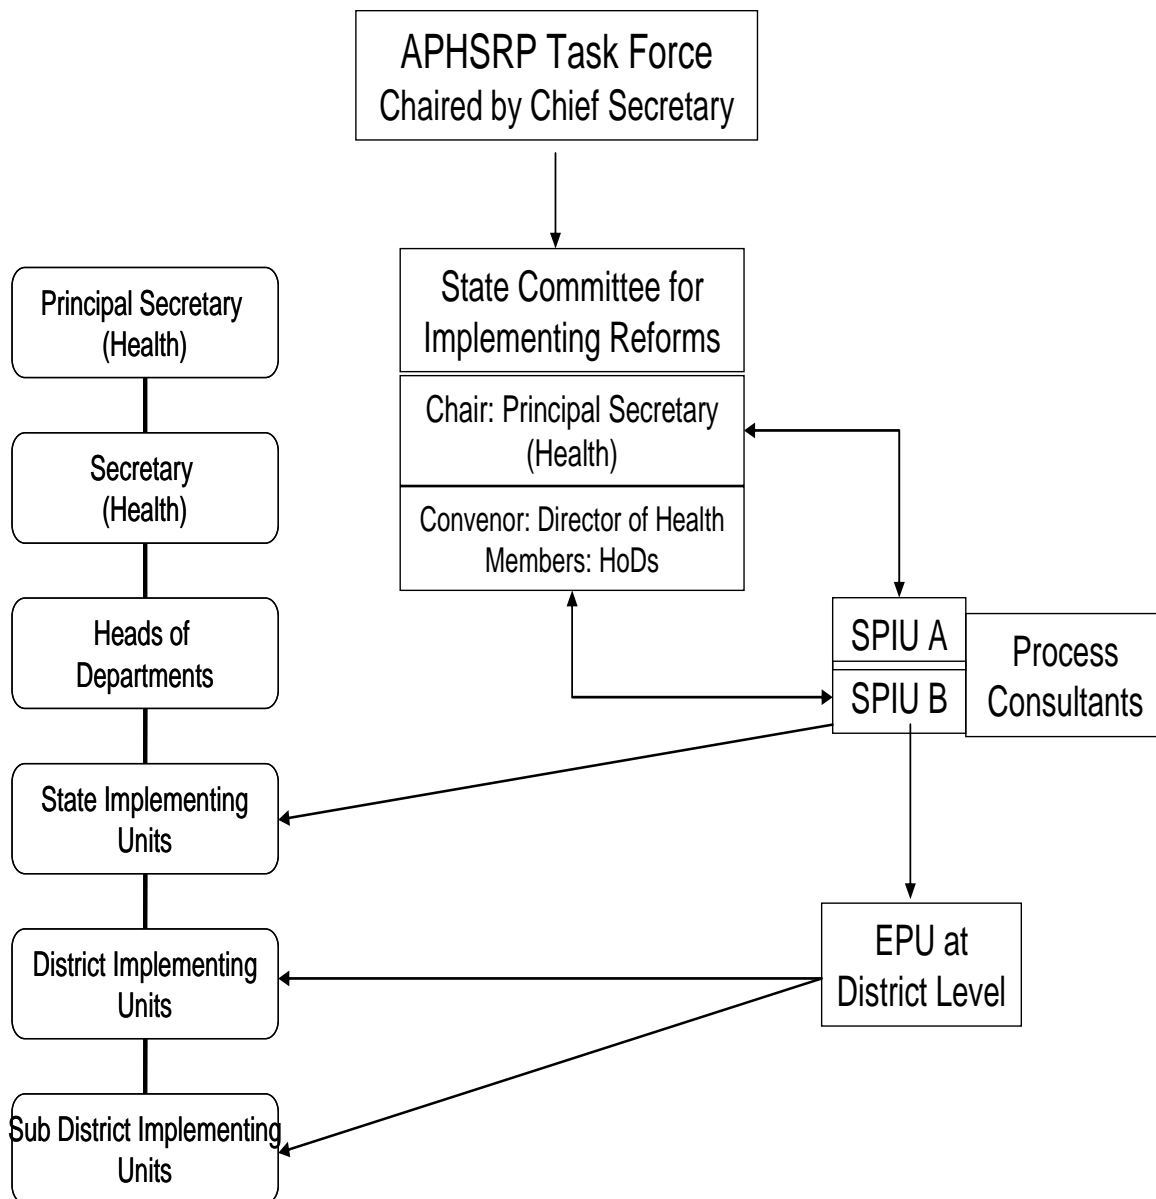 APHSRP Task Force
Chaired by Chief Secretary
State Committee for
Implementing Reforms
Chair: Principal Secretary
(Health)
Convenor: Director of Health
Members: HoDs
Principal Secretary
(Health)
Secretary
(Health)
Heads of
Departments
State Implementing
Units
District Implementing
Units
Sub District Implementing
Units
SPIU A
SPIU B
Process
Consultants
EPU at
District Level